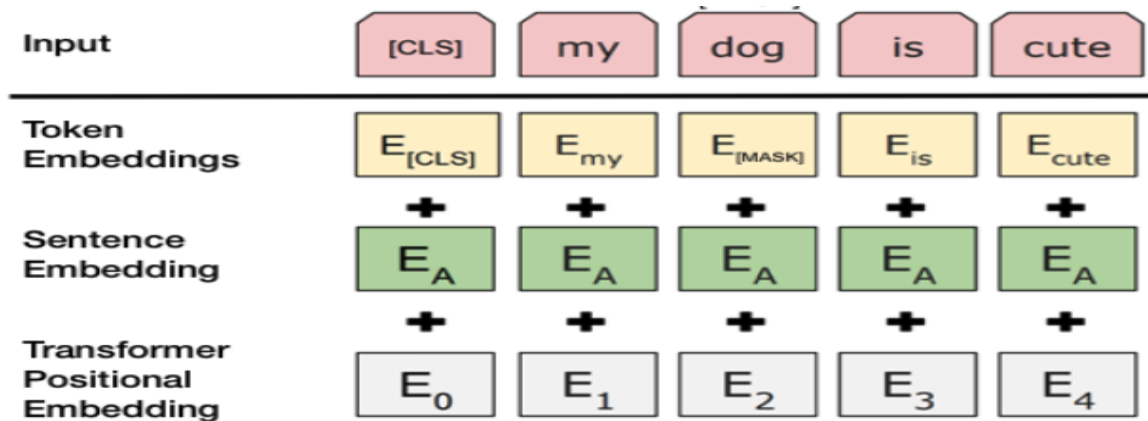 Input [CLS] my dog is cute
Token
Embeddings E[CLS] Emy E[MASK] Eis Ecute
+ + + + +
Sentence
Embedding EA EA EA EA EA
+ + + + +
Transformer
Positional
Embedding E0 E1 E2 E3 E4